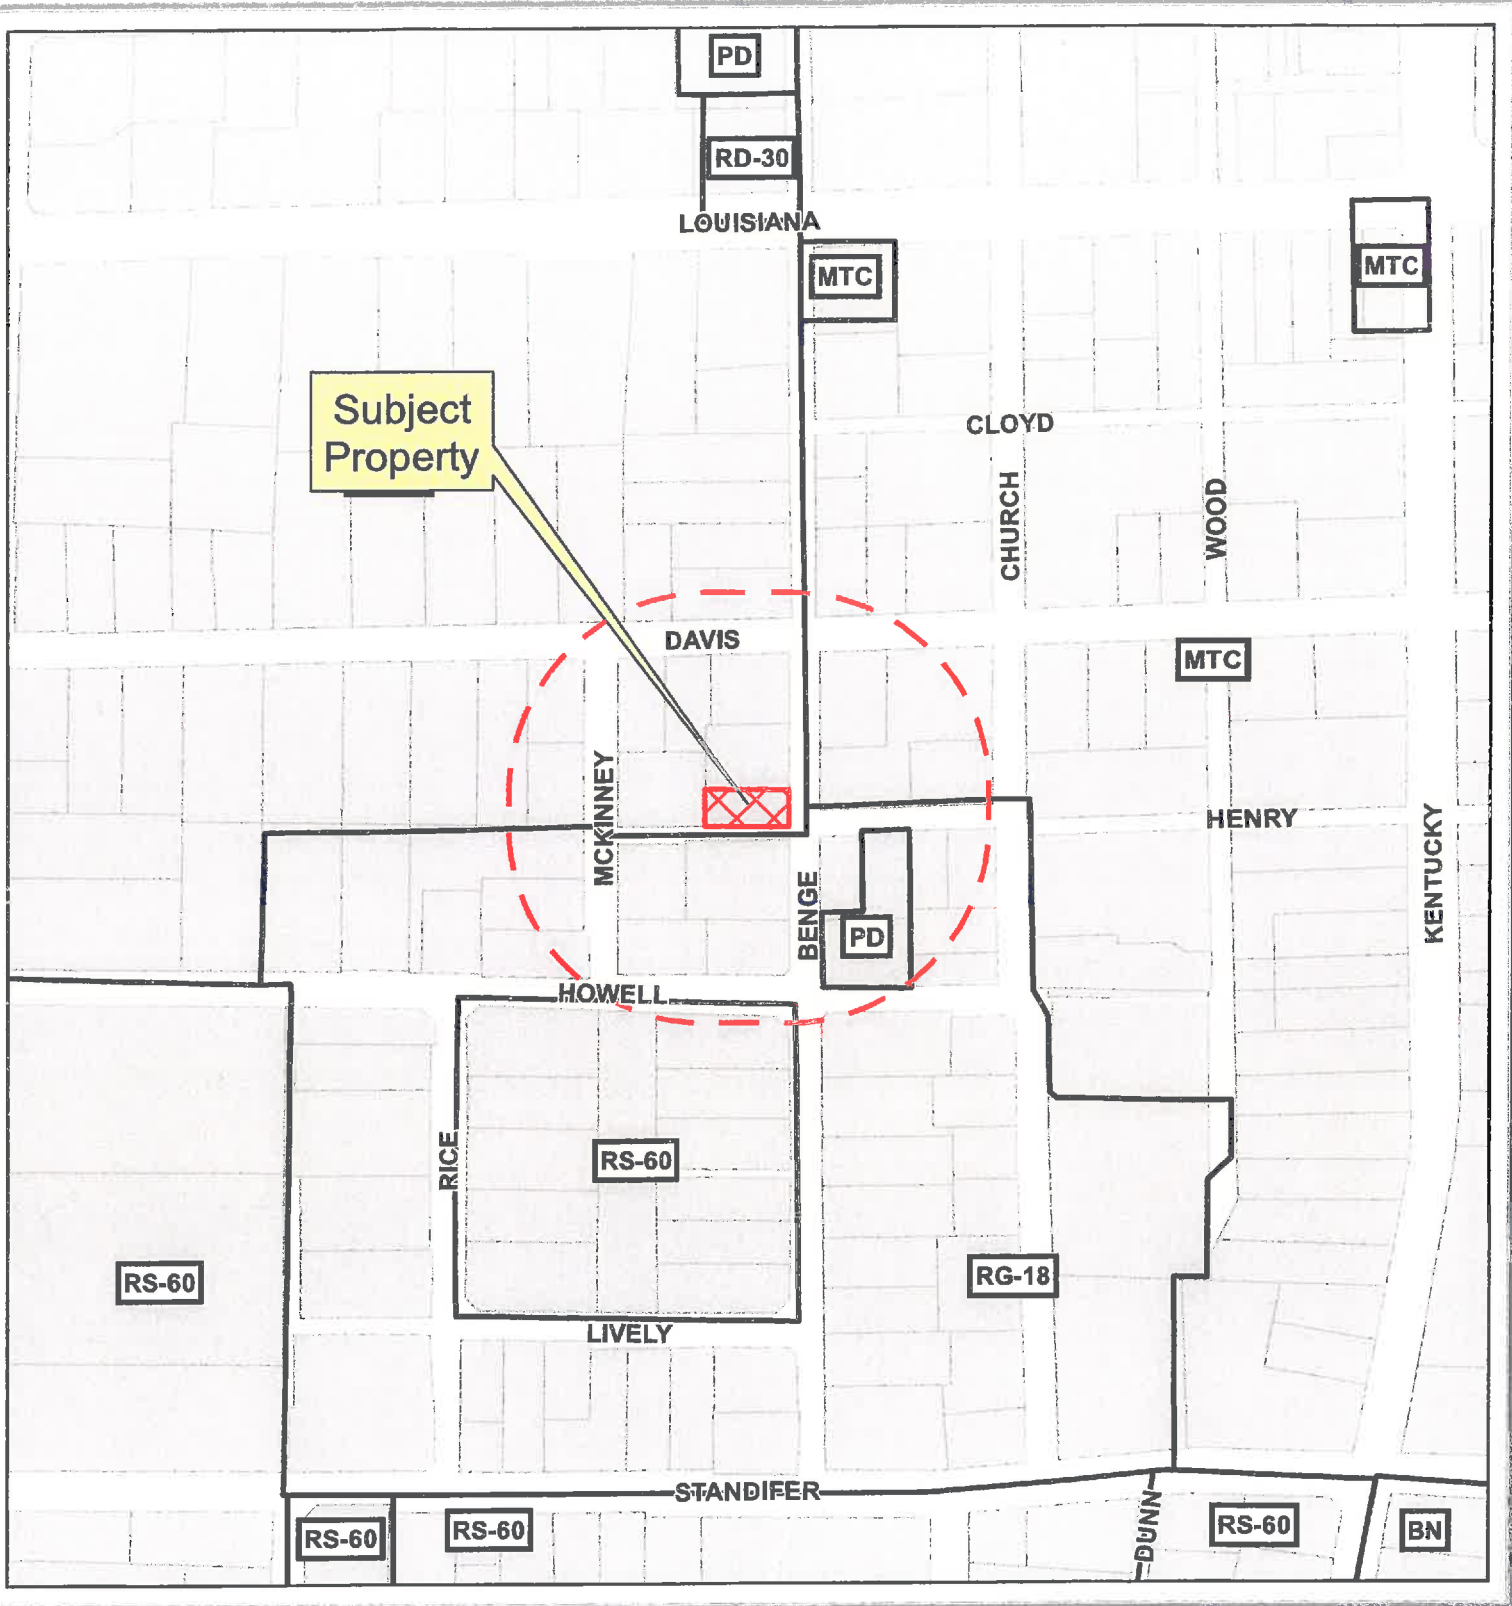 PD
RD-30
LOUISIANA
MTC
MTC
Subject
Property
CLOYD
CHURCH
WOOD
DAVIS
MTC
MCKINNEY
HENRY
KENTUCKY
BENGE
PD
HOWELL
RICE
RS-60
RS-60
RG-18
LIVELY
STANDIFER
DUNN
RS-60
RS-60
RS-60
BN